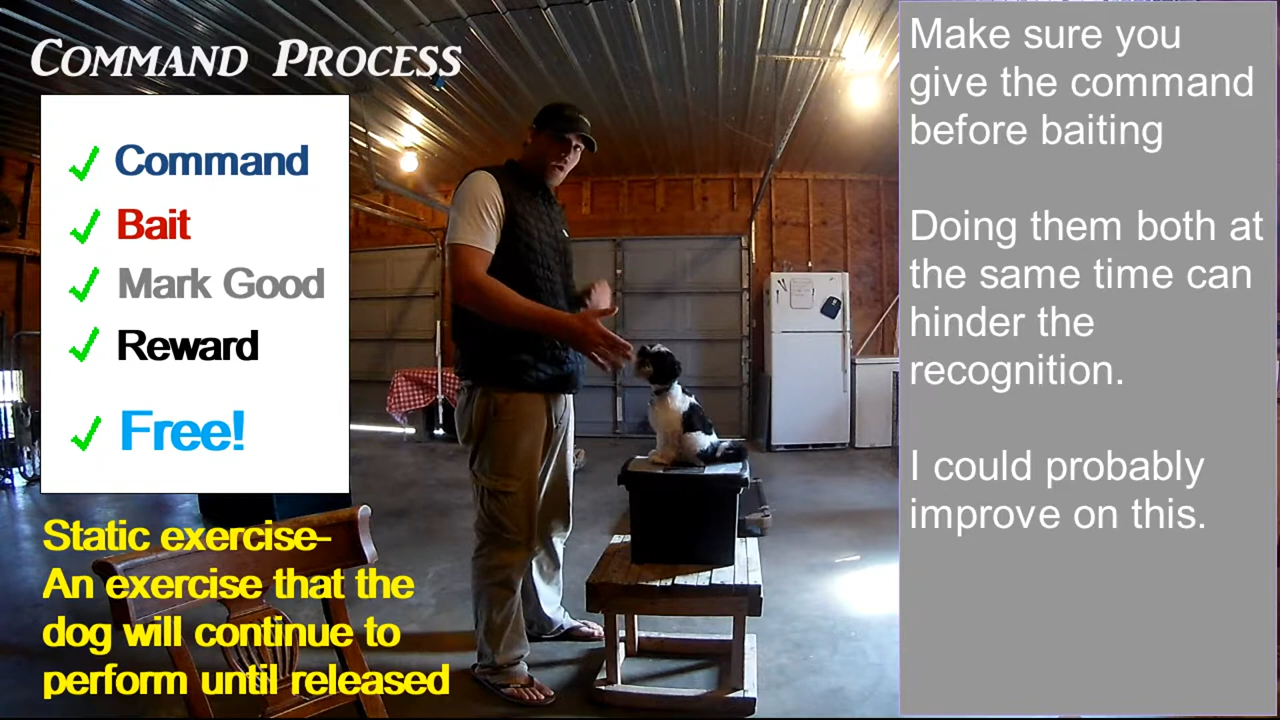 Command Process
Command
Bait
Mark Good
Reward
Free!
Static exercise-
An exercise that the
dog will continue to
perform until released
Make sure you
give the command
before baiting
Doing them both at
the same time can
hinder the
recognition.
I could probably
improve on this.